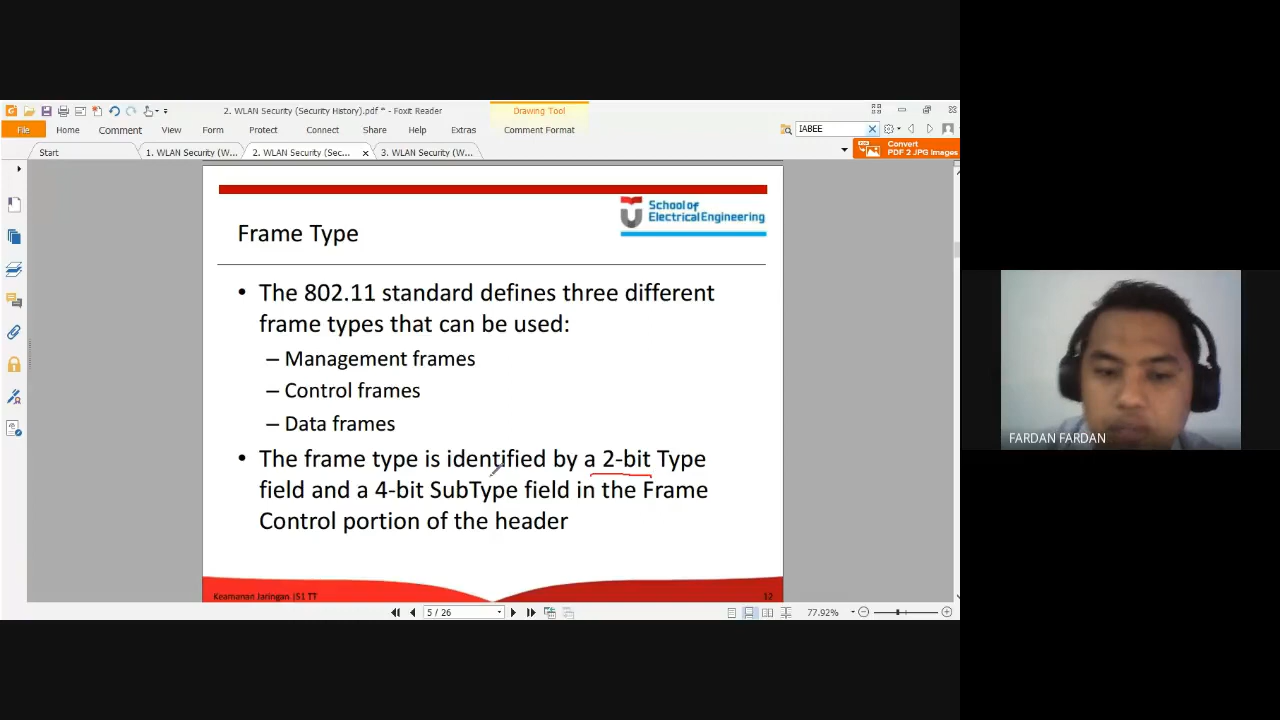 2. WLAN Security (Security History).pdf * - Foxit Reader
Drawing Tool
File Home Comment View Form Protect Connect Share Help Extras Comment Format
IABEE
Start
1. WLAN Security (W...
2. WLAN Security (Sec...
3. WLAN Security (W...
Convert
PDF 2 JPG Images
School of
Electrical Engineering
Frame Type
• The 802.11 standard defines three different
frame types that can be used:
– Management frames
– Control frames
– Data frames
• The frame type is identified by a 2-bit Type
field and a 4-bit SubType field in the Frame
Control portion of the header
Keamanan Jaringan |S1 TT
12
5 / 26
77.92%
FARDAN FARDAN